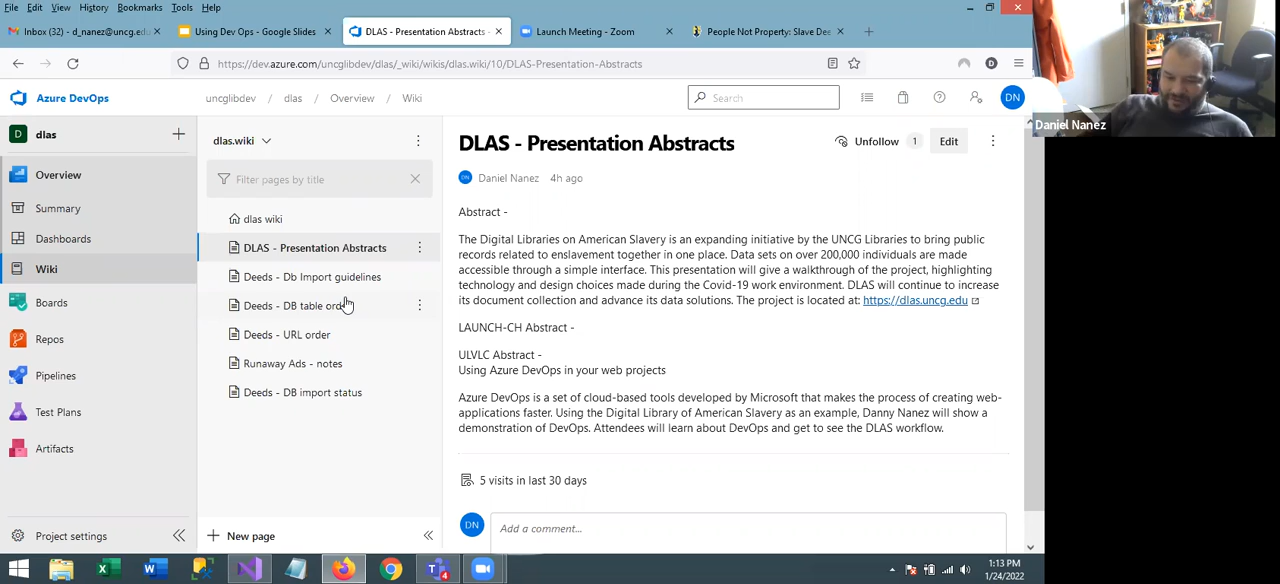 File Edit View History Bookmarks Tools Help
Inbox (32) - d_nanez@uncg.edu
Using Dev Ops - Google Slides
DLAS - Presentation Abstracts -
Launch Meeting - Zoom
People Not Property: Slave Dee
https://dev.azure.com/uncglibdev/dlas/_wiki/wikis/dlas.wiki/10/DLAS-Presentation-Abstracts
D
Azure DevOps
uncglibdev / dlas / Overview / Wiki
Search
DN
D dlas
Overview
Summary
Dashboards
Wiki
Boards
Repos
Pipelines
Test Plans
Artifacts
Project settings
dlas.wiki
Filter pages by title
dlas wiki
DLAS - Presentation Abstracts
Deeds - Db Import guidelines
Deeds - DB table
Deeds - URL order
Runaway Ads - notes
Deeds - DB import status
New page
DLAS - Presentation Abstracts
Unfollow 1 Edit
DN Daniel Nanez 4h ago
Abstract -
The Digital Libraries on American Slavery is an expanding initiative by the UNCG Libraries to bring public
records related to enslavement together in one place. Data sets on over 200,000 individuals are made
accessible through a simple interface. This presentation will give a walkthrough of the project, highlighting
technology and design choices made during the Covid-19 work environment. DLAS will continue to
increase its document collection and advance its data solutions. The project is located at: https://dlas.uncg.edu
LAUNCH-CH Abstract -
ULVLC Abstract -
Using Azure DevOps in your web projects
Azure DevOps is a set of cloud-based tools developed by Microsoft that makes the process of creating web-
applications faster. Using the Digital Library of American Slavery as an example, Danny Nanez will show a
demonstration of DevOps. Attendees will learn about DevOps and get to see the DLAS workflow.
5 visits in last 30 days
DN Add a comment...
Daniel Nanez
4
1:13 PM
1/24/2022